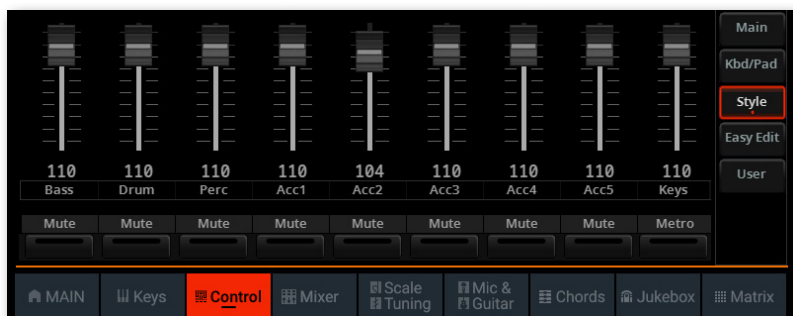 Main
Kbd/Pad
Style
Easy Edit
User
110 110 110 110 104 110 110 110 110
Bass Drum Perc Acc1 Acc2 Acc3 Acc4 Acc5 Keys
Mute Mute Mute Mute Mute Mute Mute Mute Metro
MAIN Keys Control Mixer Scale Tuning Mic & Guitar Chords Jukebox Matrix